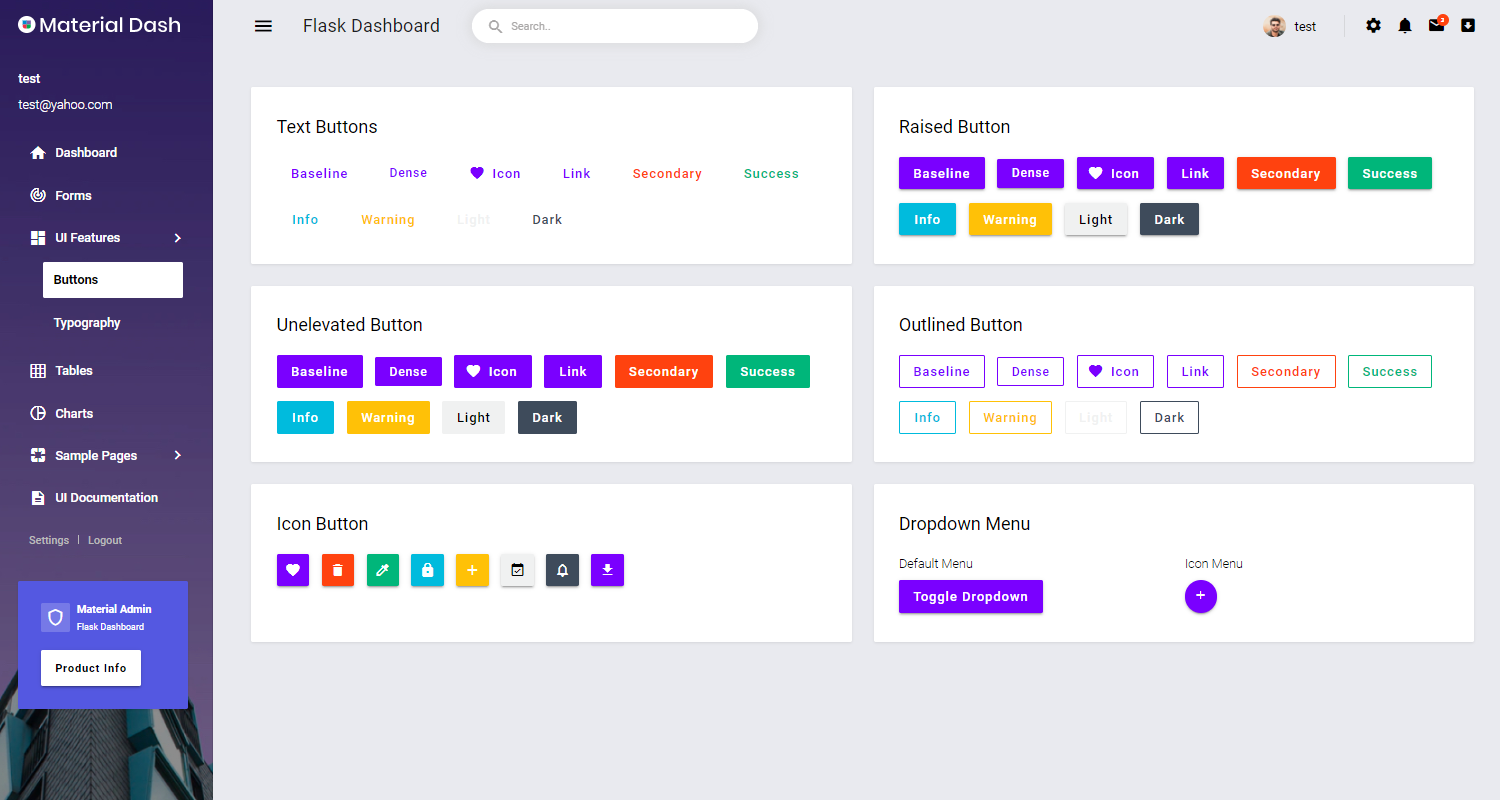 Material Dash
test
test@yahoo.com
Dashboard
Forms
UI Features
Buttons
Typography
Tables
Charts
Sample Pages
UI Documentation
Settings | Logout
Material Admin
Flask Dashboard
Product Info
Flask Dashboard
Search..
test
3
Text Buttons
Baseline Dense Icon Link Secondary Success
Info Warning Light Dark
Raised Button
Baseline Dense Icon Link Secondary Success
Info Warning Light Dark
Unelevated Button
Baseline Dense Icon Link Secondary Success
Info Warning Light Dark
Outlined Button
Baseline Dense Icon Link Secondary Success
Info Warning Light Dark
Icon Button
Dropdown Menu
Default Menu Icon Menu
Toggle Dropdown